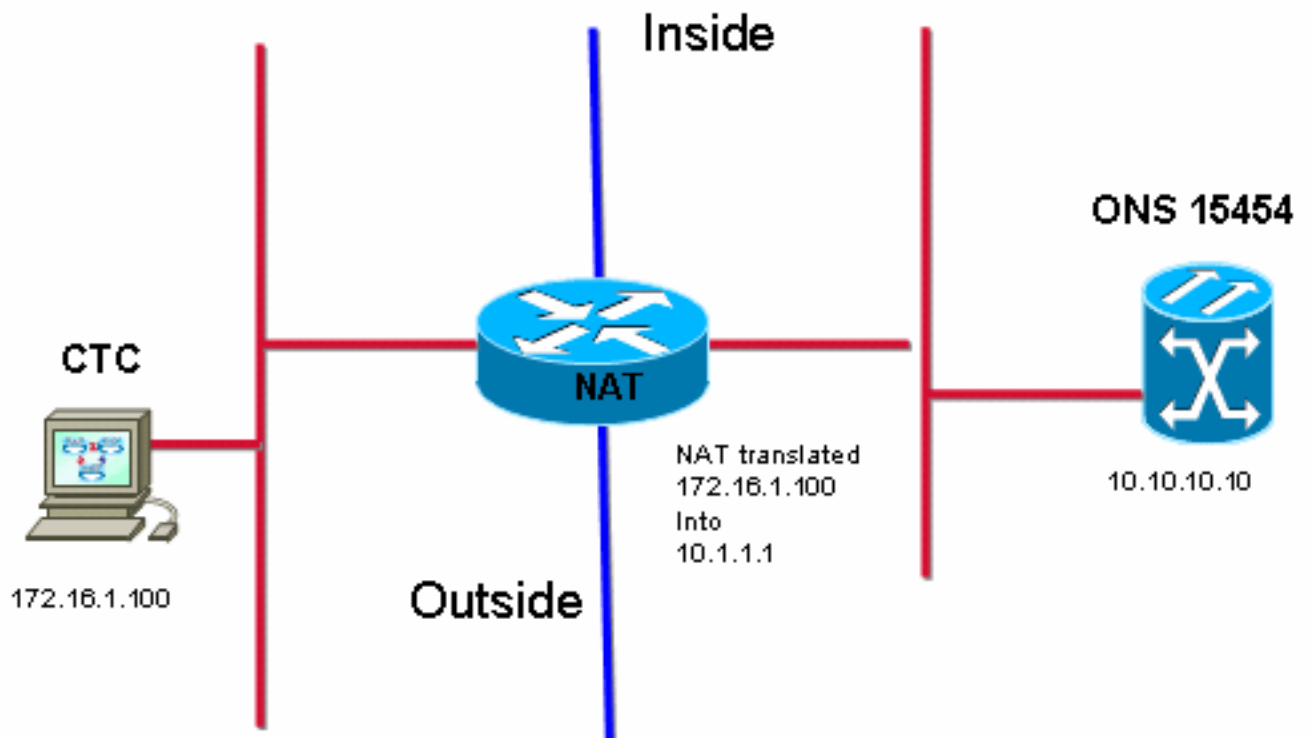 Inside
ONS 15454
CTC
NAT
NAT translated
172.16.1.100
Into
10.1.1.1
10.10.10.10
172.16.1.100
Outside